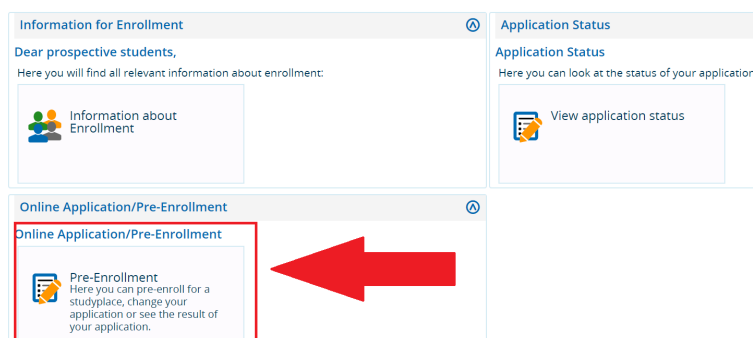 Information for Enrollment
Dear prospective students,
Here you will find all relevant information about enrollment:
Information about
Enrollment
Application Status
Application Status
Here you can look at the status of your application
View application status
Online Application/Pre-Enrollment
Online Application/Pre-Enrollment
Pre-Enrollment
Here you can pre-enroll for a
studyplace, change your
application or see the result of
your application.